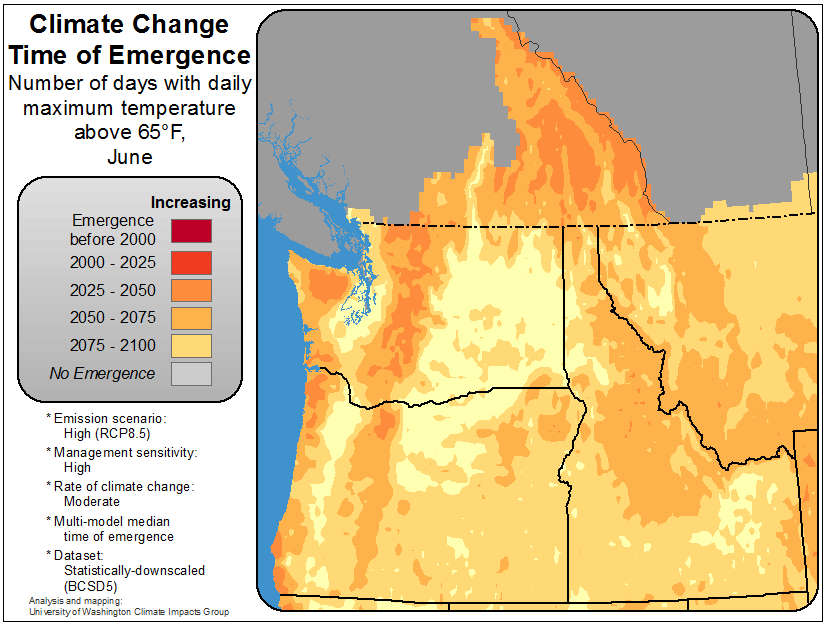 Climate Change
Time of Emergence
Number of days with daily
maximum temperature
above 65°F,
June
Increasing
Emergence
before 2000
2000 - 2025
2025 - 2050
2050 - 2075
2075 - 2100
No Emergence
* Emission scenario:
High (RCP8.5)
* Management sensitivity:
High
* Rate of climate change:
Moderate
* Multi-model median
time of emergence
* Dataset:
Statistically-downscaled
(BCSD5)
Analysis and mapping:
University of Washington Climate Impacts Group